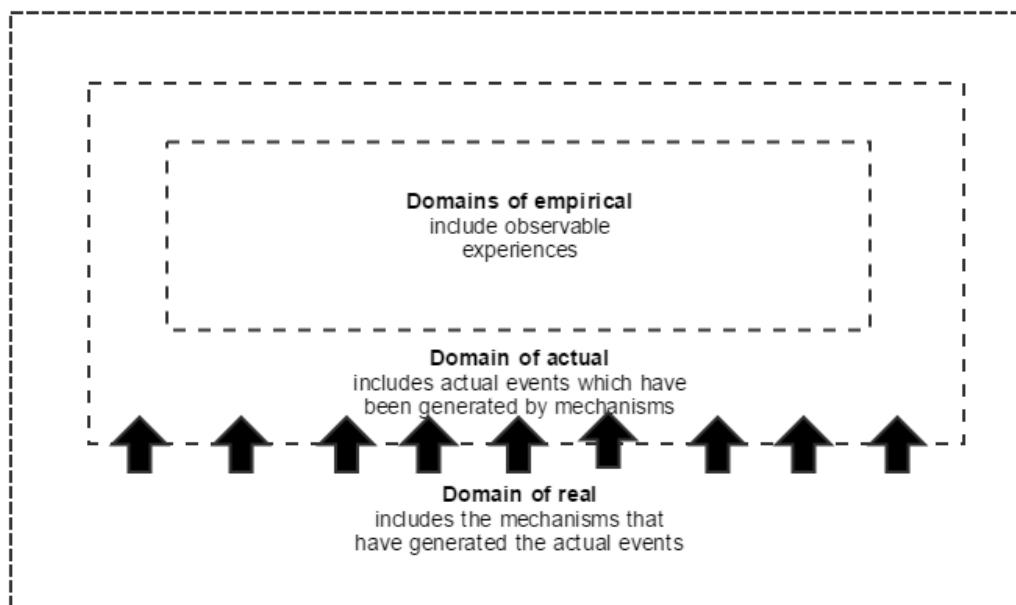 Domains of empirical
include observable
experiences
Domain of actual
includes actual events which have
been generated by mechanisms
Domain of real
includes the mechanisms that
have generated the actual events